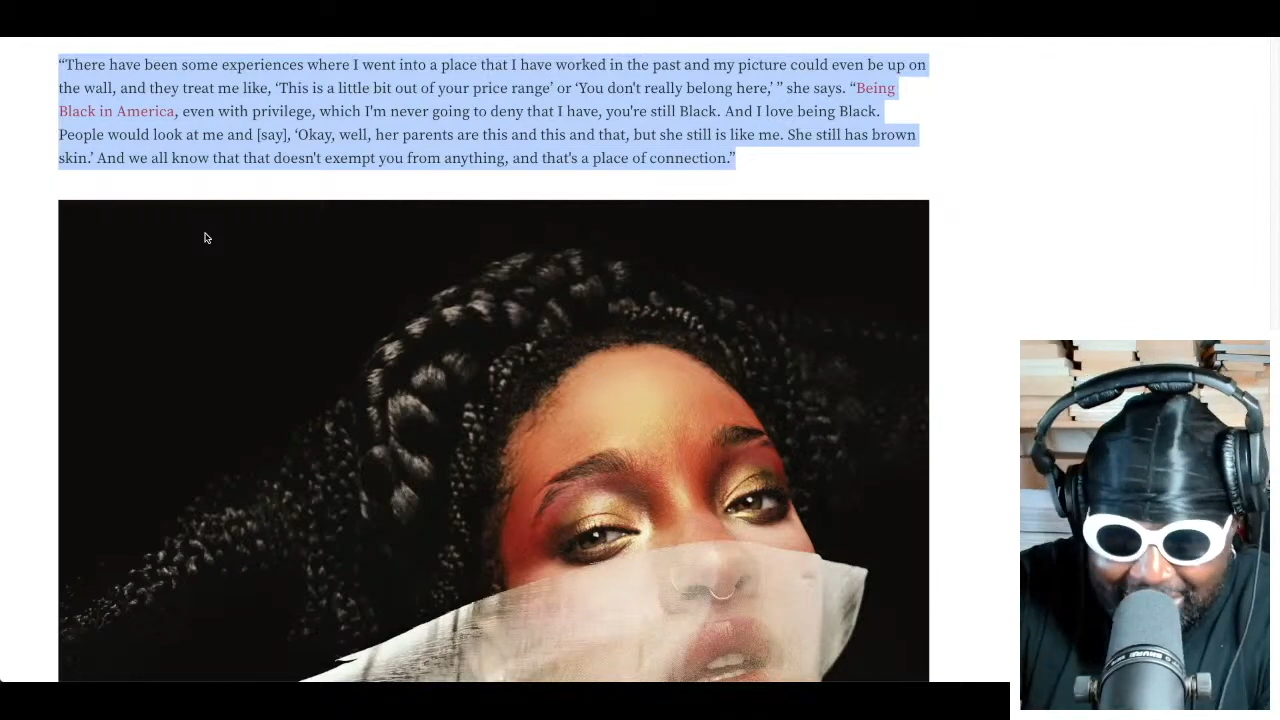 “There have been some experiences where I went into a place that I have worked in the past and my picture could even be up on
the wall, and they treat me like, ‘This is a little bit out of your price range’ or ‘You don't really belong here,’ ” she says. “Being
Black in America, even with privilege, which I'm never going to deny that I have, you're still Black. And I love being Black.
People would look at me and [say], ‘Okay, well, her parents are this and this and that, but she still is like me. She still has brown
skin.’ And we all know that that doesn't exempt you from anything, and that's a place of connection.”
SHURE